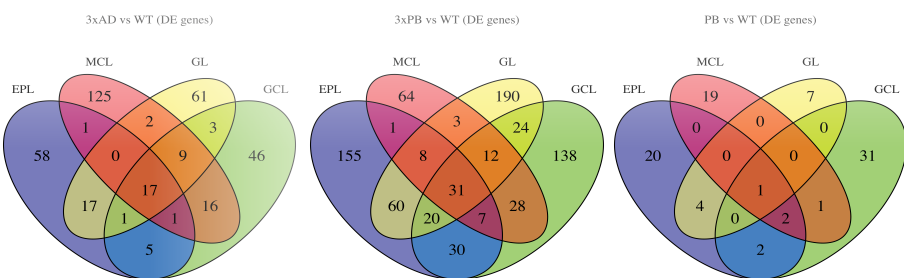 3xAD vs WT (DE genes) 3xPB vs WT (DE genes) PB vs WT (DE genes)
MCL GL MCL GL MCL GL
EPL GCL EPL GCL EPL GCL
125 61 64 190 19 7
1 2 3 1 3 24 0 0 0
58 0 9 46 155 8 12 138 20 0 0 31
17 31 1
17 1 1 16 60 20 7 28 4 0 2 1
5 30 2